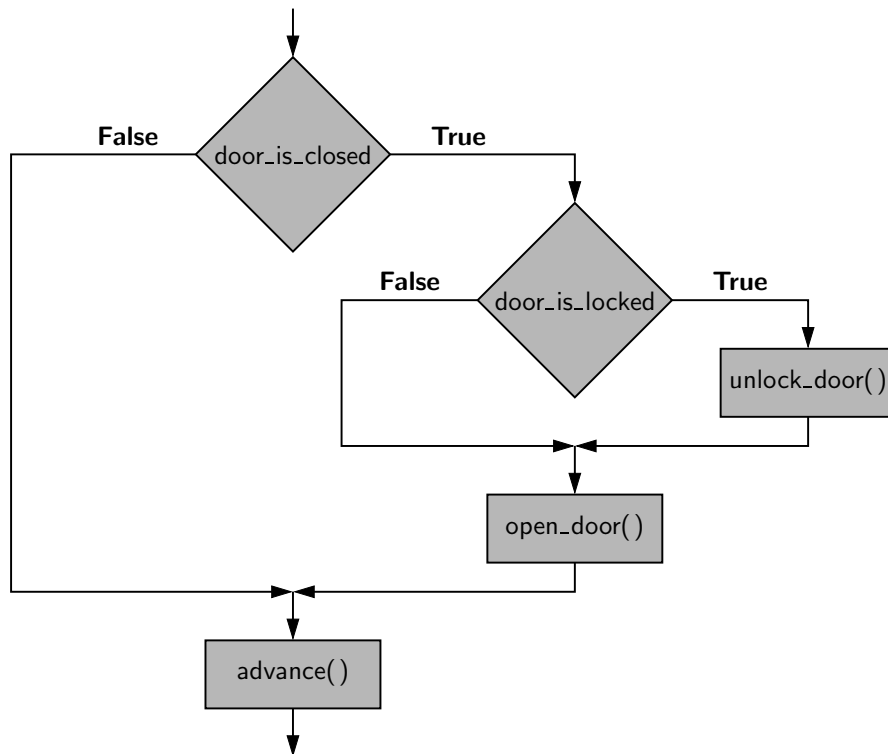 False
door_is_closed
True
False
door_is_locked
True
unlock_door()
open_door()
advance()